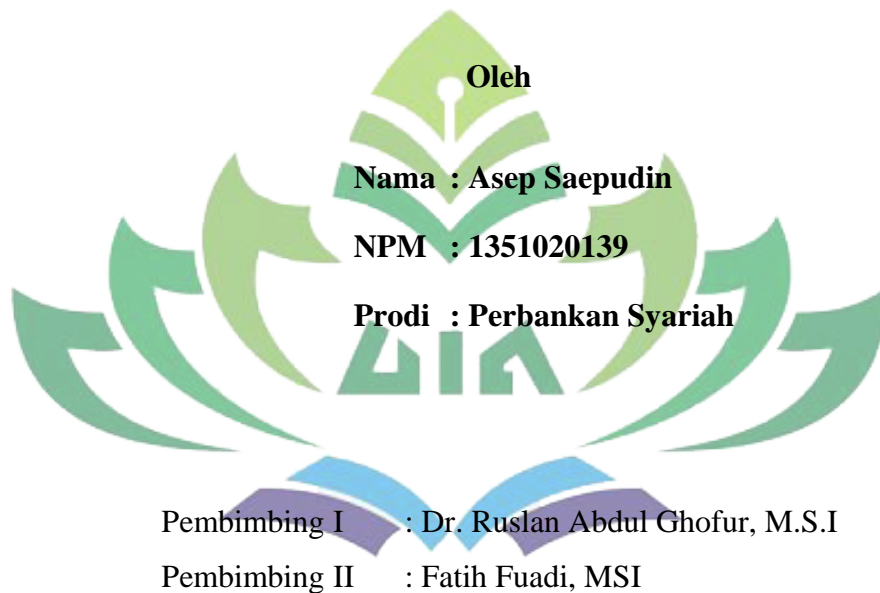 Oleh
Nama : Asep Saepudin
NPM : 1351020139
Prodi : Perbankan Syariah
Pembimbing I : Dr. Ruslan Abdul Ghofur, M.S.I
Pembimbing II : Fatih Fuadi, MSI